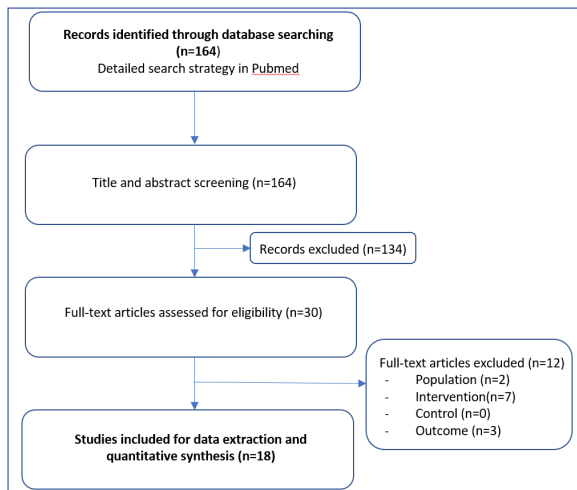 Records identified through database searching
(n=164)
Detailed search strategy in Pubmed
Title and abstract screening (n=164)
Records excluded (n=134)
Full-text articles assessed for eligibility (n=30)
Full-text articles excluded (n=12)
- Population (n=2)
- Intervention(n=7)
- Control (n=0)
- Outcome (n=3)
Studies included for data extraction and
quantitative synthesis (n=18)